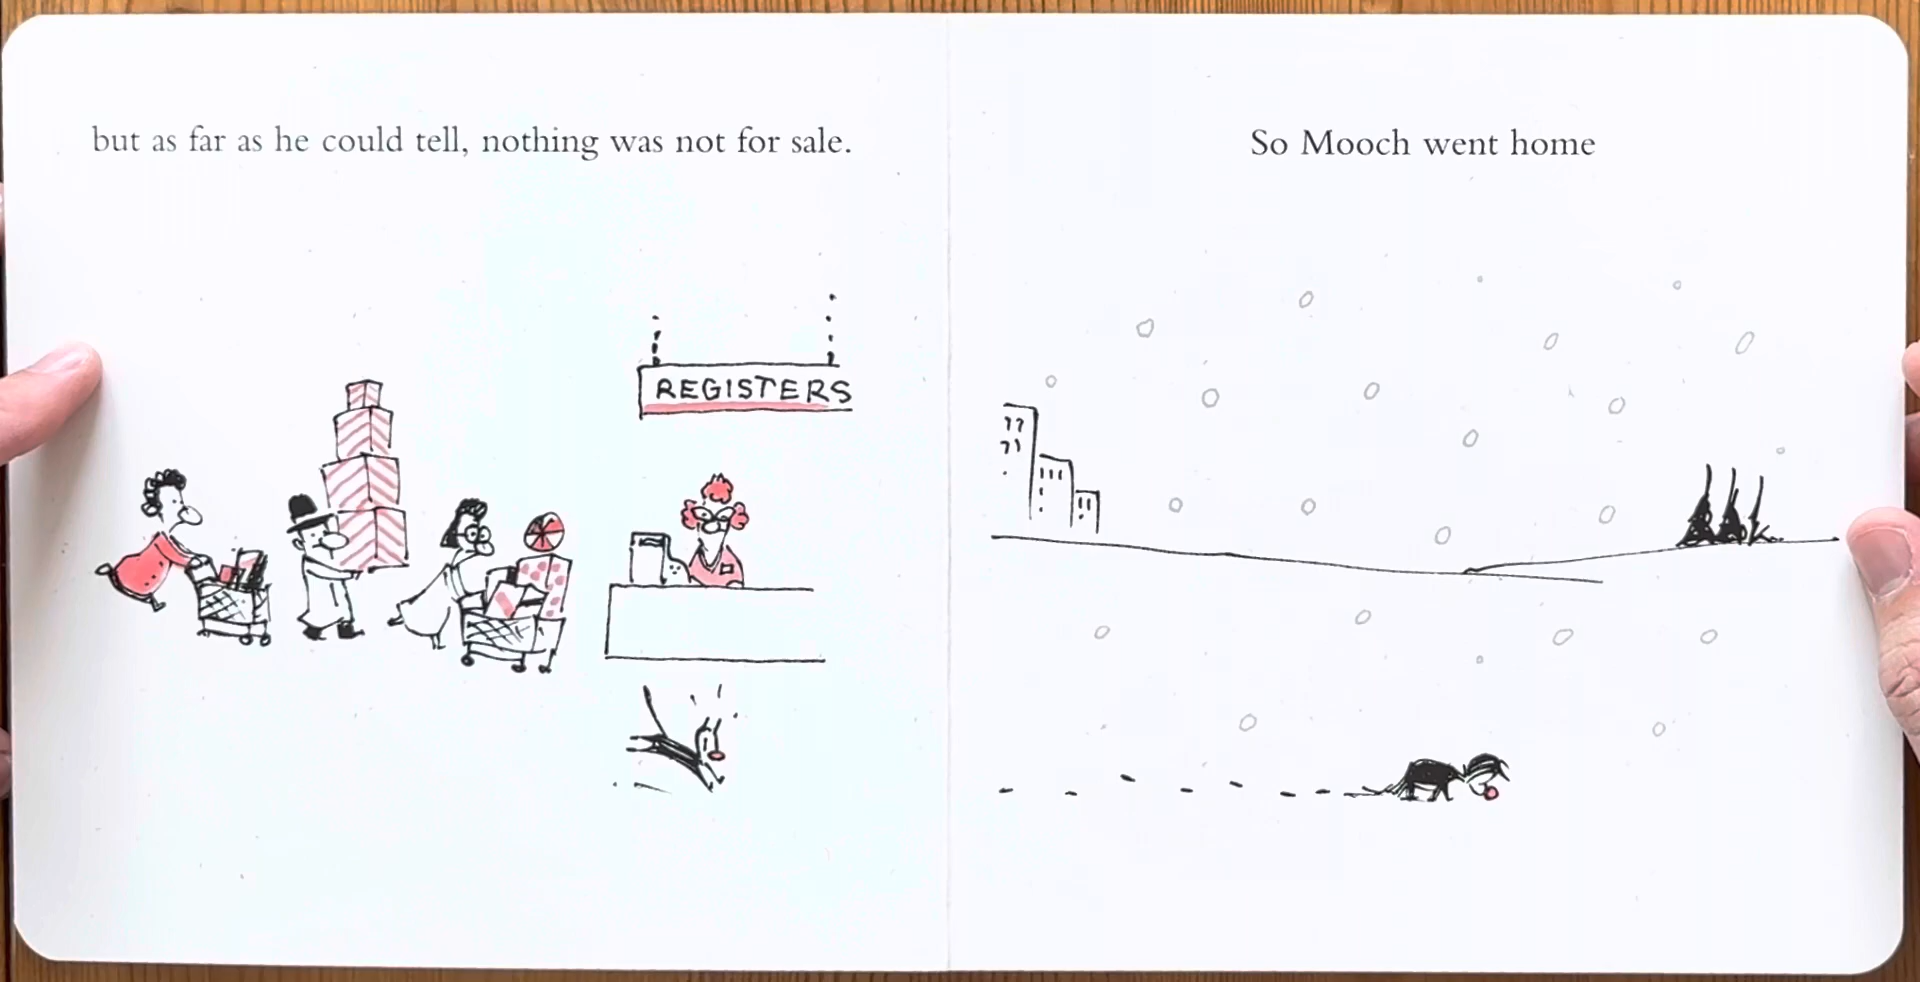 but as far as he could tell, nothing was not for sale.
REGISTERS
So Mooch went home